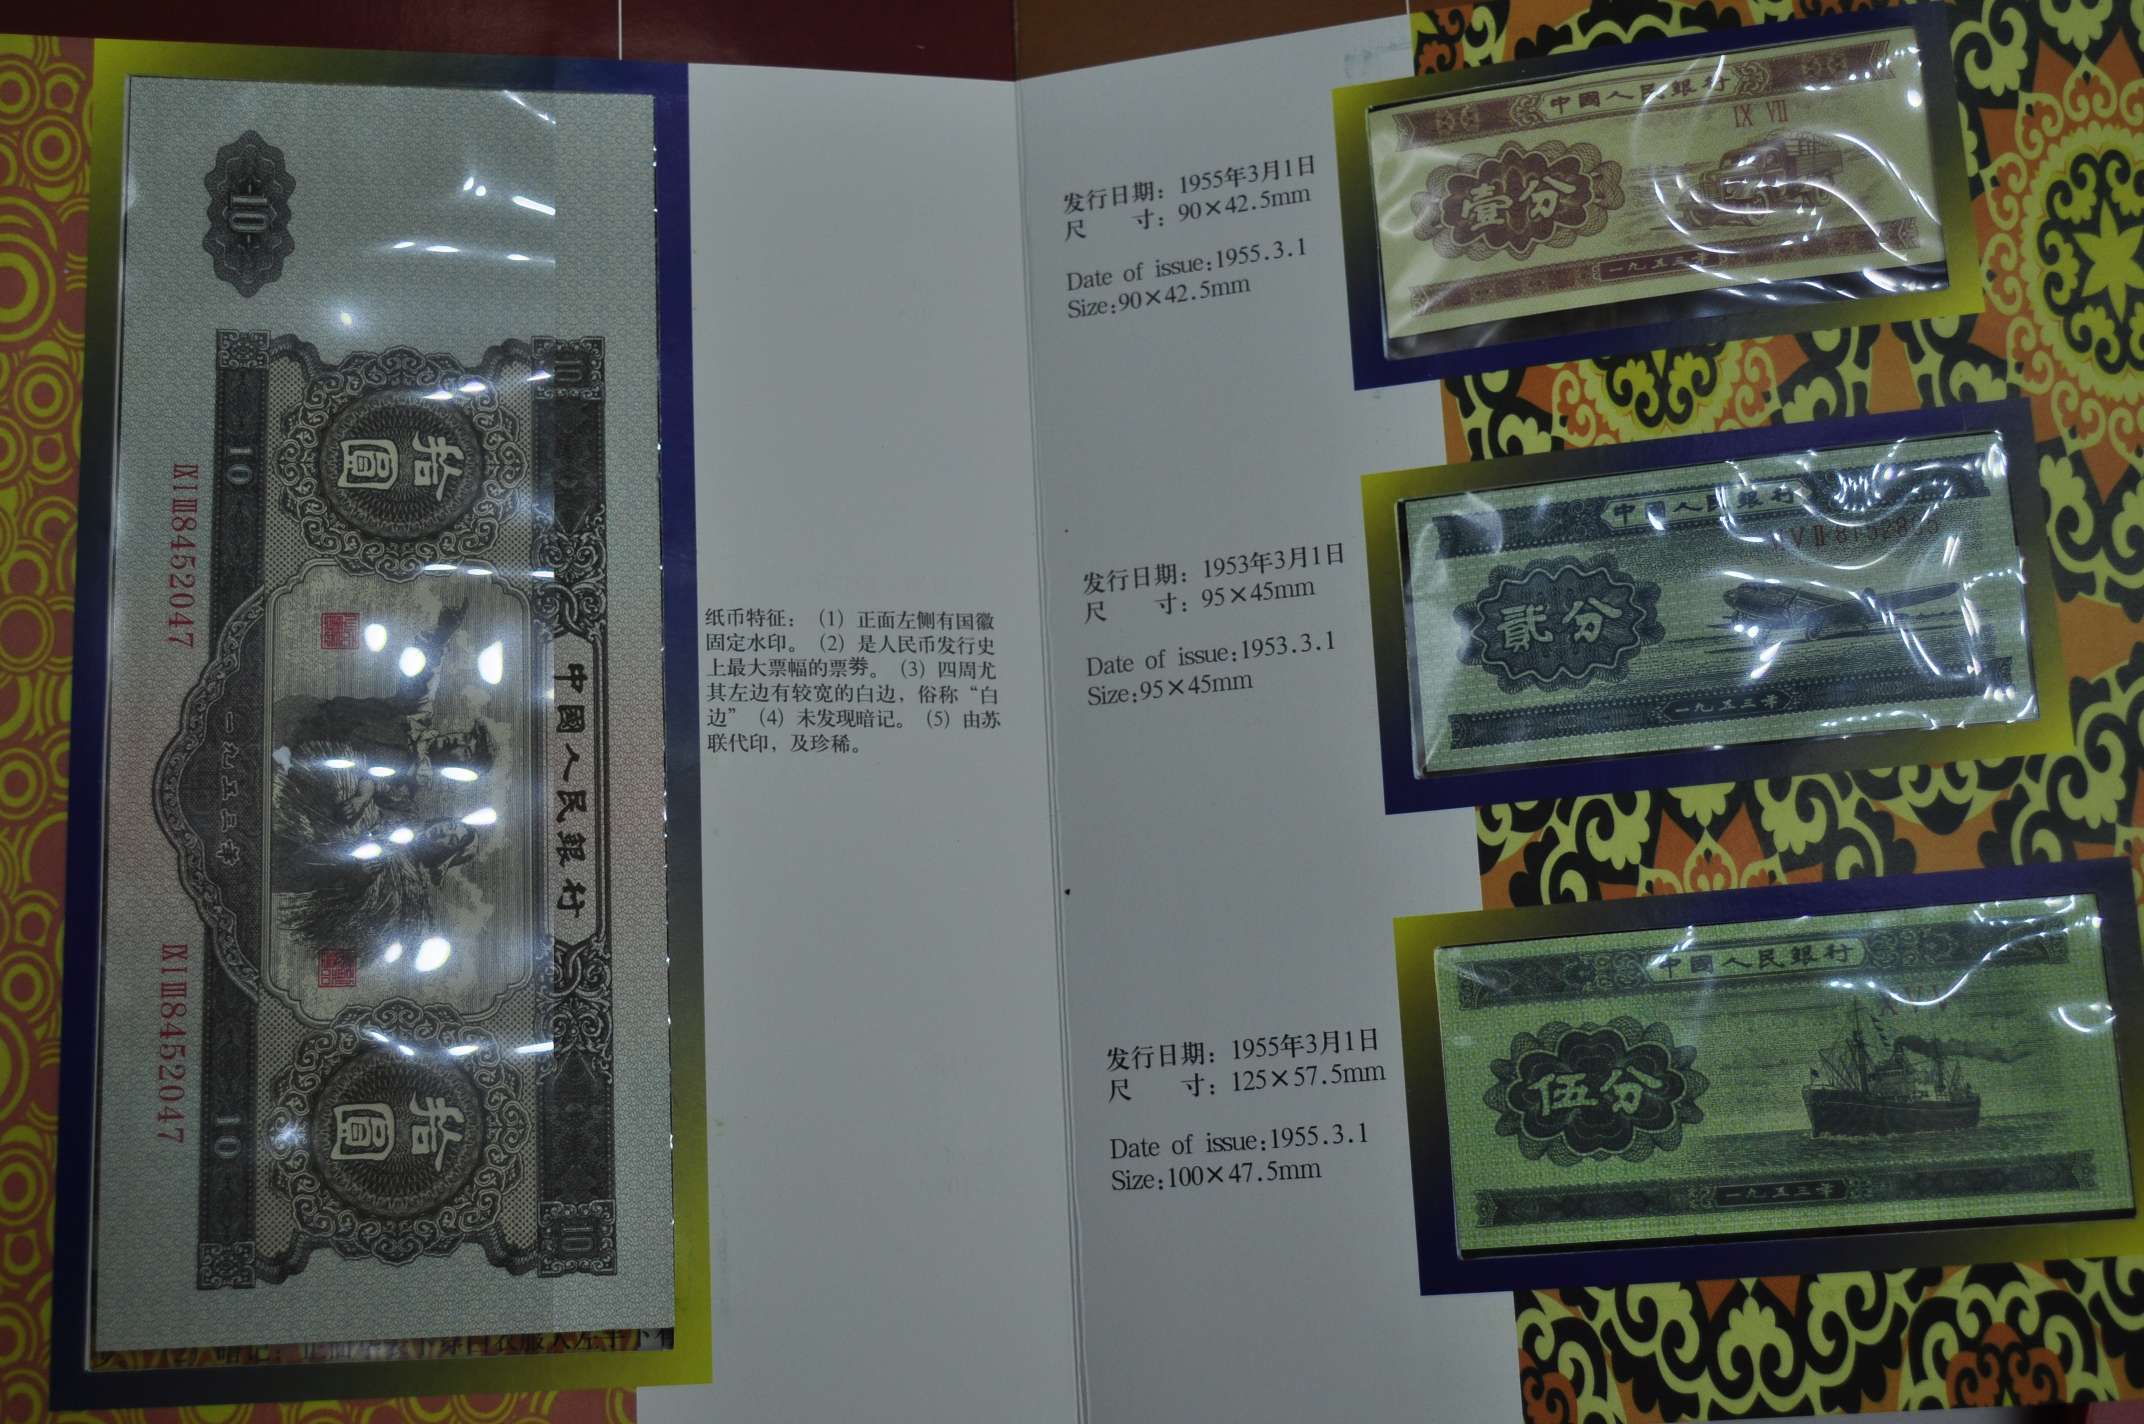 10
10
10
拾圓
拾圓
中國人民銀行
一九五三年
10
10
10
ⅨⅠⅢ8452047
ⅨⅠⅢ8452047
纸币特征：（1）正面左侧有国徽
固定水印。（2）是人民币发行史
上最大票幅的票券。（3）四周尤
其左边有较宽的白边，俗称“白
边”（4）未发现暗记。（5）由苏
联代印，及珍稀。
发行日期：1955年3月1日
尺　　寸：90×42.5mm
Date of issue:1955.3.1
Size:90×42.5mm
中國人民銀行
IX VII
壹分
一九五三年
发行日期：1953年3月1日
尺　　寸：95×45mm
Date of issue:1953.3.1
Size:95×45mm
中國人民銀行
貳分
一九五三年
发行日期：1955年3月1日
尺　　寸：125×57.5mm
Date of issue:1955.3.1
Size:100×47.5mm
中國人民銀行
伍分
一九五三年